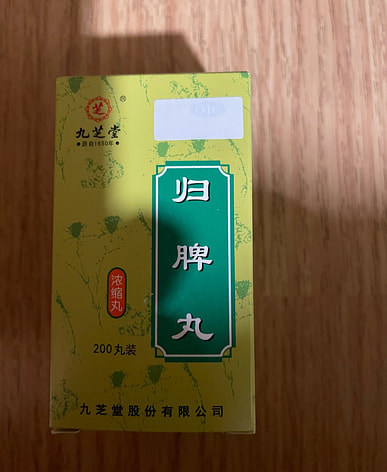 芝
®
九芝堂
•源自1650年•
归脾丸
浓缩丸
200丸装
九芝堂股份有限公司